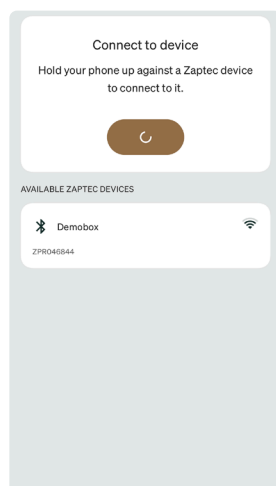 Connect to device
Hold your phone up against a Zaptec device
to connect to it.
AVAILABLE ZAPTEC DEVICES
Demobox
ZPR046844